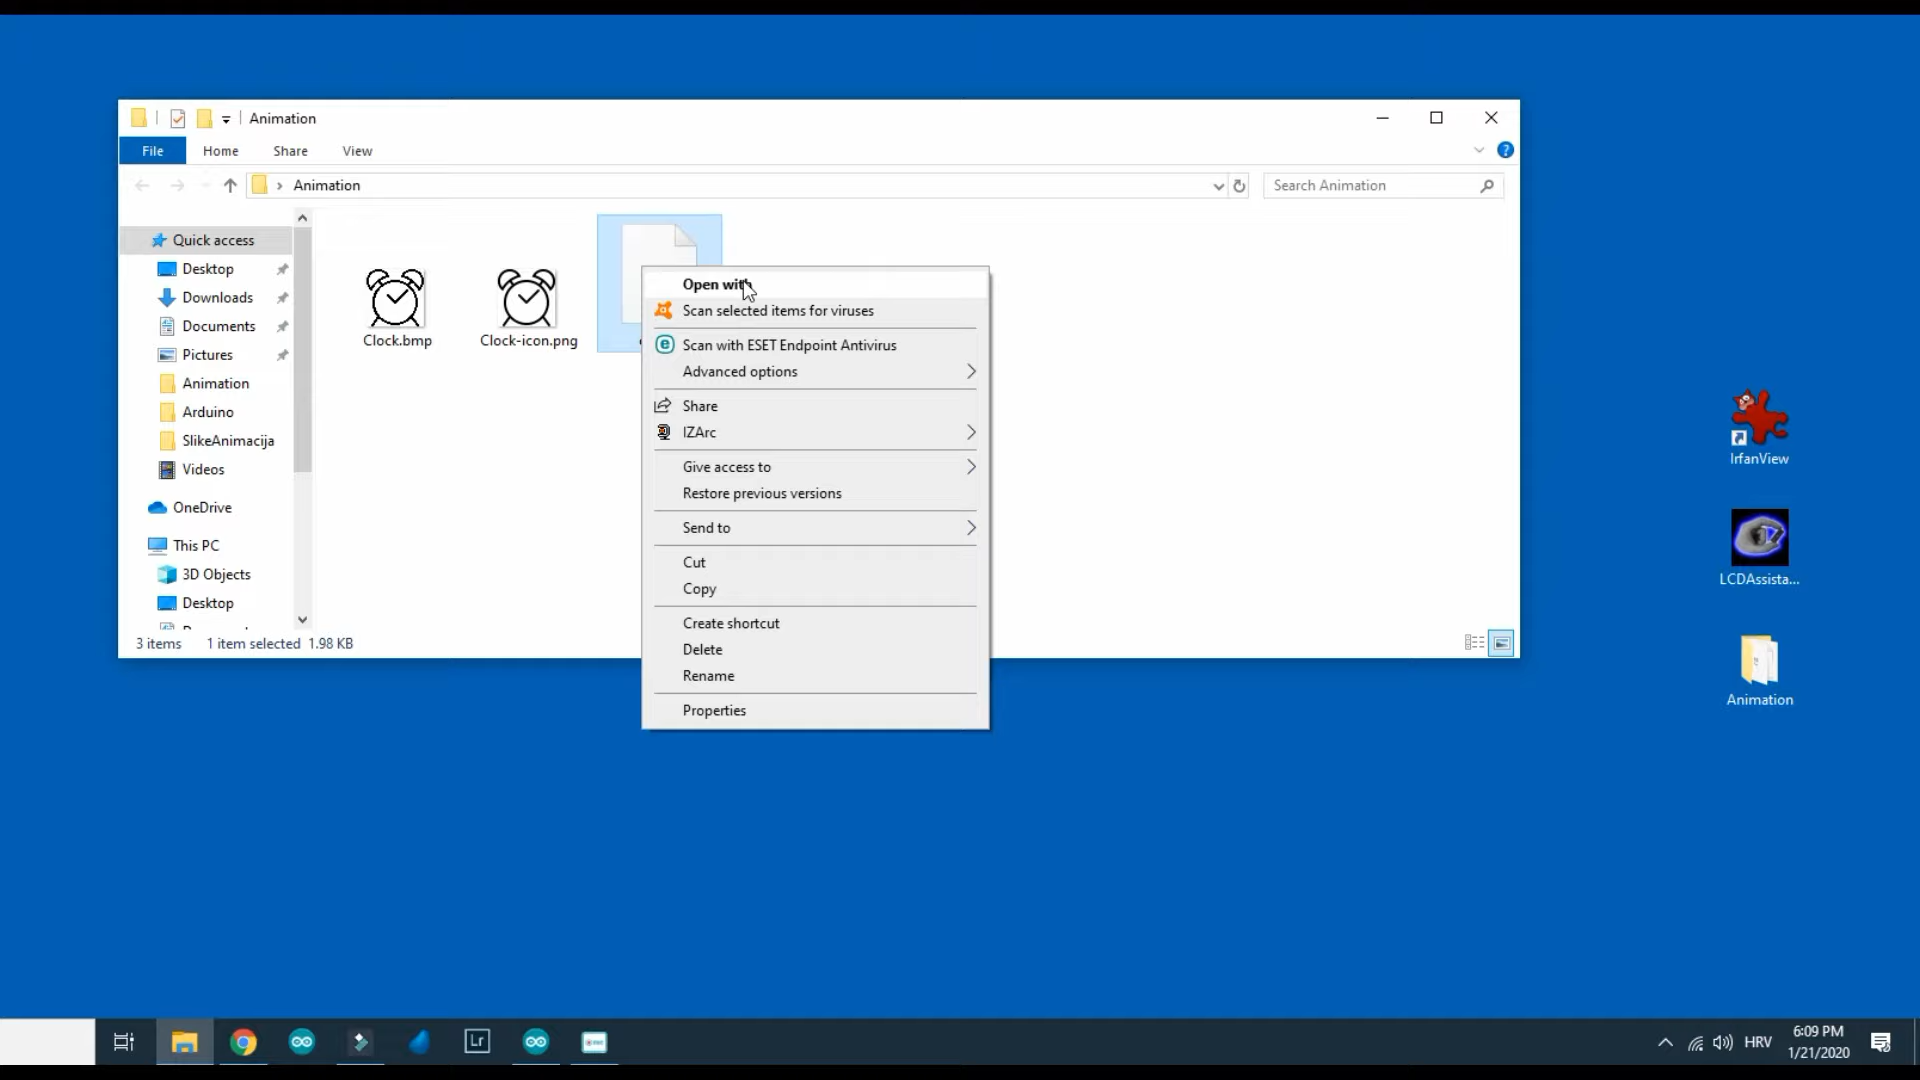 Animation
File
Home
Share
View
Animation
Search Animation
Quick access
Desktop
Downloads
Documents
Pictures
Animation
Arduino
SlikeAnimacija
Videos
OneDrive
This PC
3D Objects
Desktop
Clock.bmp
Clock-icon.png
Open with
Scan selected items for viruses
Scan with ESET Endpoint Antivirus
Advanced options
Share
IZArc
Give access to
Restore previous versions
Send to
Cut
Copy
Create shortcut
Delete
Rename
Properties
3 items 1 item selected 1.98 KB
IrfanView
LCDAssista...
Animation
Lr
HRV
6:09 PM
1/21/2020